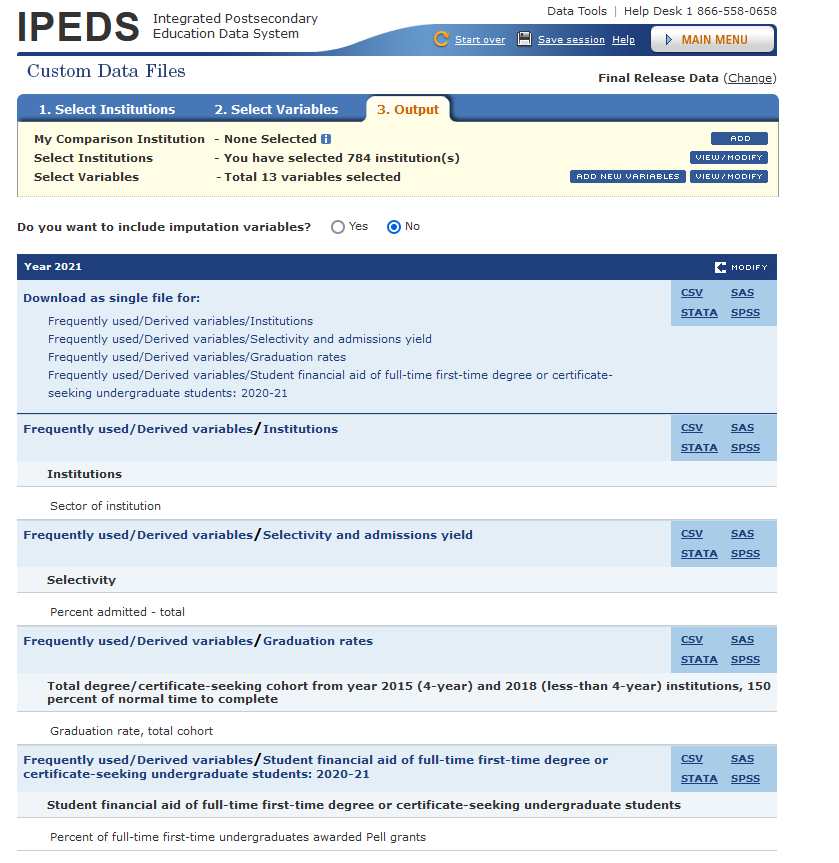 IPEDS Integrated Postsecondary
Education Data System
Data Tools | Help Desk 1 866-558-0658
Start over Save session Help MAIN MENU
Custom Data Files
Final Release Data (Change)
1. Select Institutions 2. Select Variables 3. Output
My Comparison Institution - None Selected i ADD
Select Institutions - You have selected 784 institution(s) VIEW/MODIFY
Select Variables - Total 13 variables selected ADD NEW VARIABLES VIEW/MODIFY
Do you want to include imputation variables? Yes No
Year 2021 MODIFY
Download as single file for:
CSV SAS
STATA SPSS
Frequently used/Derived variables/Institutions
Frequently used/Derived variables/Selectivity and admissions yield
Frequently used/Derived variables/Graduation rates
Frequently used/Derived variables/Student financial aid of full-time first-time degree or certificate-
seeking undergraduate students: 2020-21
Frequently used/Derived variables/Institutions
CSV SAS
STATA SPSS
Institutions
Sector of institution
Frequently used/Derived variables/Selectivity and admissions yield
CSV SAS
STATA SPSS
Selectivity
Percent admitted - total
Frequently used/Derived variables/Graduation rates
CSV SAS
STATA SPSS
Total degree/certificate-seeking cohort from year 2015 (4-year) and 2018 (less-than 4-year) institutions, 150
percent of normal time to complete
Graduation rate, total cohort
Frequently used/Derived variables/Student financial aid of full-time first-time degree or
certificate-seeking undergraduate students: 2020-21
CSV SAS
STATA SPSS
Student financial aid of full-time first-time degree or certificate-seeking undergraduate students
Percent of full-time first-time undergraduates awarded Pell grants